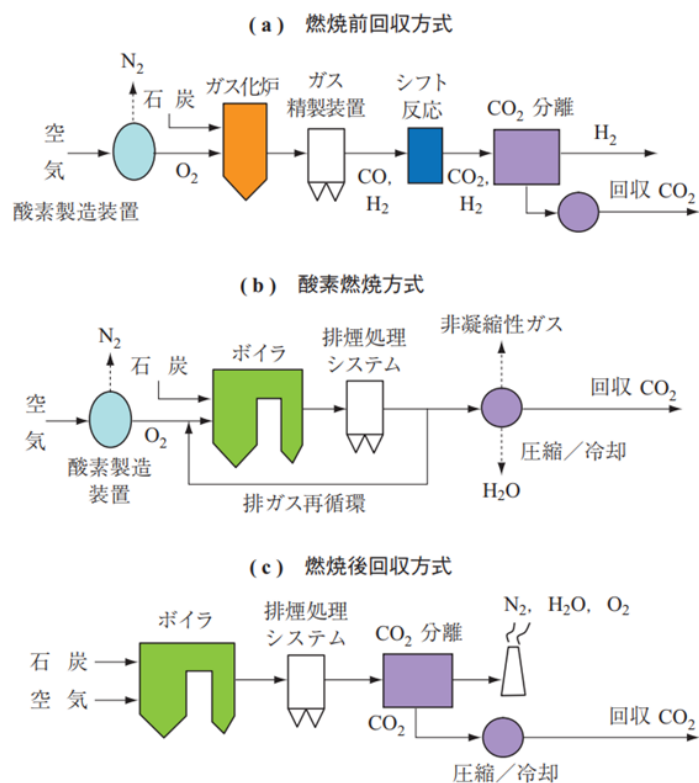 ( a ) 燃焼前回収方式
N₂
石 炭
ガス化炉
ガス
精製装置
シフト
反応
CO₂ 分離
H₂
空
気
O₂
CO,
H₂
CO₂,
H₂
回収 CO₂
酸素製造装置
( b ) 酸素燃焼方式
N₂
石 炭
ボイラ
排煙処理
システム
非凝縮性ガス
回収 CO₂
空
気
O₂
酸素製造
装置
排ガス再循環
圧縮／冷却
H₂O
( c ) 燃焼後回収方式
ボイラ
排煙処理
システム
CO₂ 分離
N₂, H₂O, O₂
石 炭
空 気
CO₂
回収 CO₂
圧縮／冷却